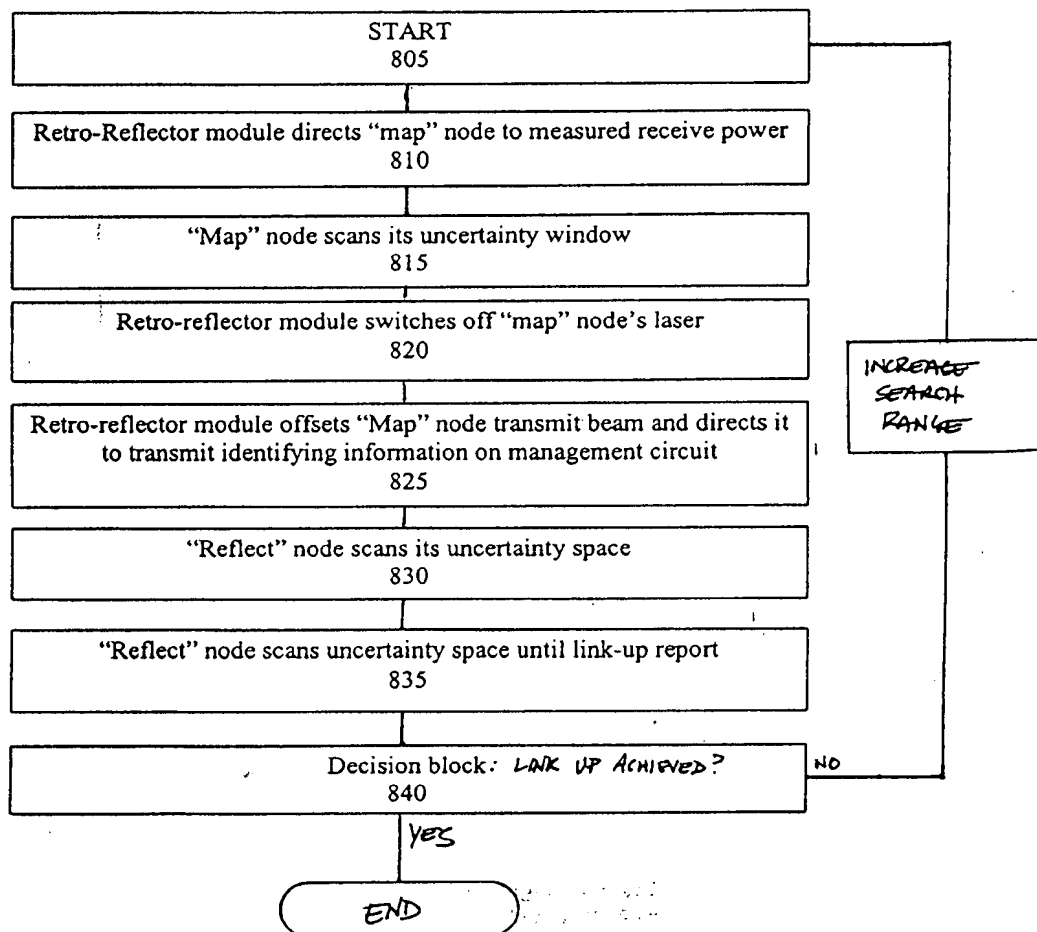 START
805
Retro-Reflector module directs "map" node to measured receive power
810
"Map" node scans its uncertainty window
815
Retro-reflector module switches off "map" node's laser
820
INCREASE
SEARCH
RANGE
Retro-reflector module offsets "Map" node transmit beam and directs it
to transmit identifying information on management circuit
825
"Reflect" node scans its uncertainty space
830
"Reflect" node scans uncertainty space until link-up report
835
Decision block: LINK UP ACHIEVED?
840
NO
YES
END